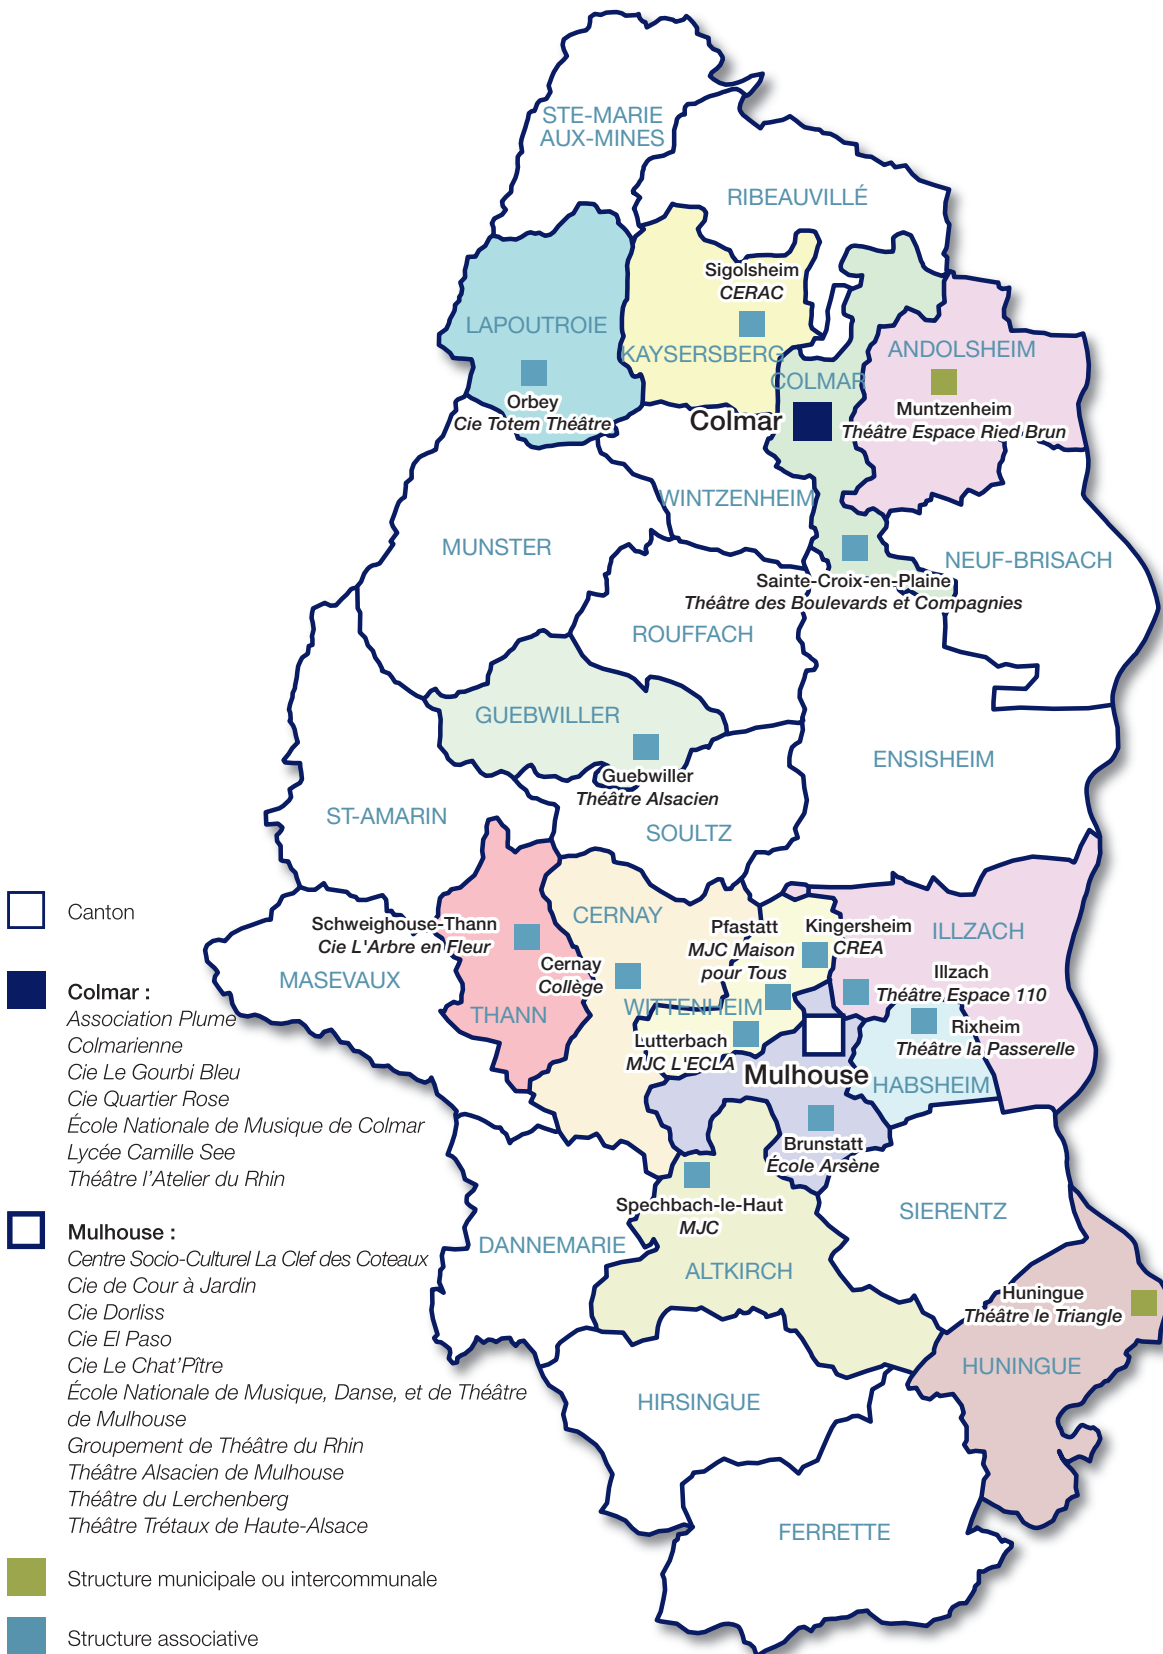 STE-MARIE
AUX-MINES
RIBEAUVILLÉ
Sigolsheim
CERAC
LAPOUTROIE
KAYSERSBERG
ANDOLSHEIM
COLMAR
Orbey
Cie Totem Théâtre
Colmar
Muntzenheim
Théâtre Espace Ried Brun
WINTZENHEIM
MUNSTER
NEUF-BRISACH
Sainte-Croix-en-Plaine
Théâtre des Boulevards et Compagnies
ROUFFACH
GUEBWILLER
ENSISHEIM
Guebwiller
Théâtre Alsacien
ST-AMARIN
SOULTZ
CERNAY
Schweighouse-Thann
Cie L'Arbre en Fleur
Pfastatt
MJC Maison
pour Tous
Kingersheim
CREA
ILLZACH
MASEVAUX
Cernay
Collège
Illzach
Théâtre Espace 110
THANN
WITTENHEIM
Lutterbach
MJC L'ECLA
Rixheim
Théâtre la Passerelle
Mulhouse
HABSHEIM
Brunstatt
École Arsène
Spechbach-le-Haut
MJC
SIERENTZ
DANNEMARIE
ALTKIRCH
Huningue
Théâtre le Triangle
HUNINGUE
HIRSINGUE
FERRETTE
Canton
Colmar :
Association Plume
Colmarienne
Cie Le Gourbi Bleu
Cie Quartier Rose
École Nationale de Musique de Colmar
Lycée Camille See
Théâtre l'Atelier du Rhin
Mulhouse :
Centre Socio-Culturel La Clef des Coteaux
Cie de Cour à Jardin
Cie Dorliss
Cie El Paso
Cie Le Chat'Pître
École Nationale de Musique, Danse, et de Théâtre
de Mulhouse
Groupement de Théâtre du Rhin
Théâtre Alsacien de Mulhouse
Théâtre du Lerchenberg
Théâtre Trétaux de Haute-Alsace
Structure municipale ou intercommunale
Structure associative